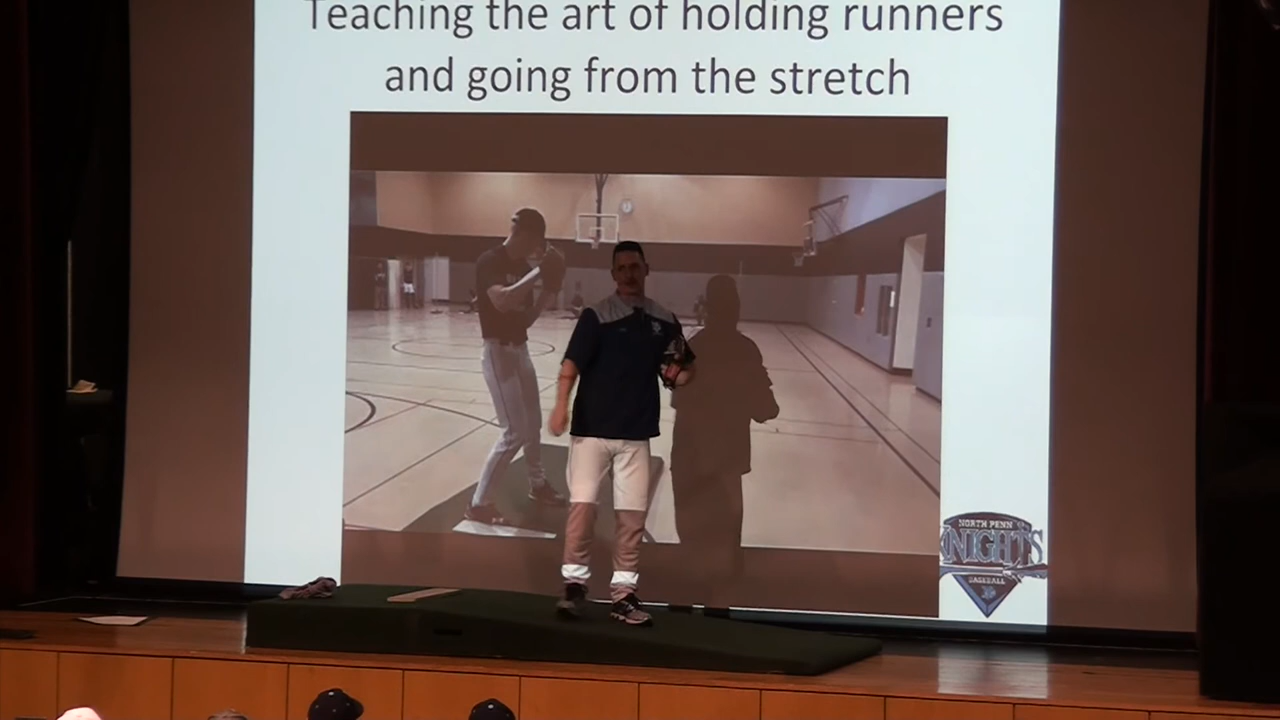 Teaching the art of holding runners
and going from the stretch
NORTH PENN
KNIGHTS
BASEBALL